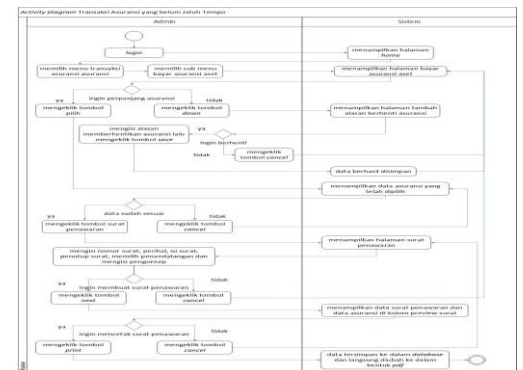 Activity Diagram Transaksi Asuransi yang belum Jatuh Tempo
Admin
Sistem
login
menampilkan halaman
home
memilih menu transaksi
asuransi asuransi
memilih sub menu
bayar asuransi aset
menampilkan halaman bayar
asuransi aset
ingin perpanjang asuransi
ya
tidak
mengeklik tombol
pilih
mengeklik tombol
down
menampilkan halaman tambah
alasan berhenti asuransi
mengisi alasan
memberhentikan asuransi lalu
mengeklik tombol save
ya
ingin berhenti
tidak
mengeklik
tombol cancel
data berhasil disimpan
menampilkan data asuransi yang
telah dipilih
data sudah sesuai
ya
tidak
mengeklik tombol surat
penawaran
mengeklik tombol
cancel
menampilkan halaman surat
penawaran
mengisi nomor surat, perihal, isi surat,
penutup surat, memilih penandatangan dan
mengisi pengonsep
ya
tidak
ingin membuat surat penawaran
mengeklik tombol
next
mengeklik tombol
cancel
menampilkan data surat penawaran dan
data asuransi di kolom preview surat
ya
tidak
ingin mencetak surat penawaran
mengeklik tombol
print
mengeklik tombol
cancel
data tersimpan ke dalam database
dan langsung diubah ke dalam
bentuk pdf